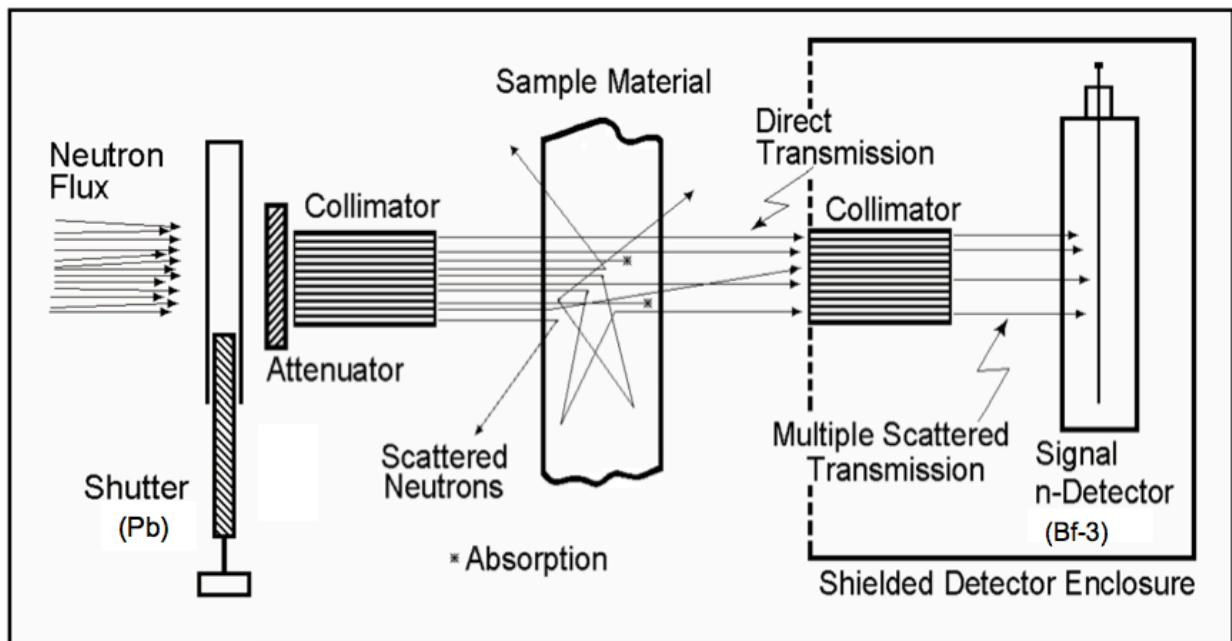 Neutron
Flux
Collimator
Attenuator
Shutter
(Pb)
Sample Material
Scattered
Neutrons
* Absorption
Direct
Transmission
Collimator
Multiple Scattered
Transmission
Signal
n-Detector
(Bf-3)
Shielded Detector Enclosure